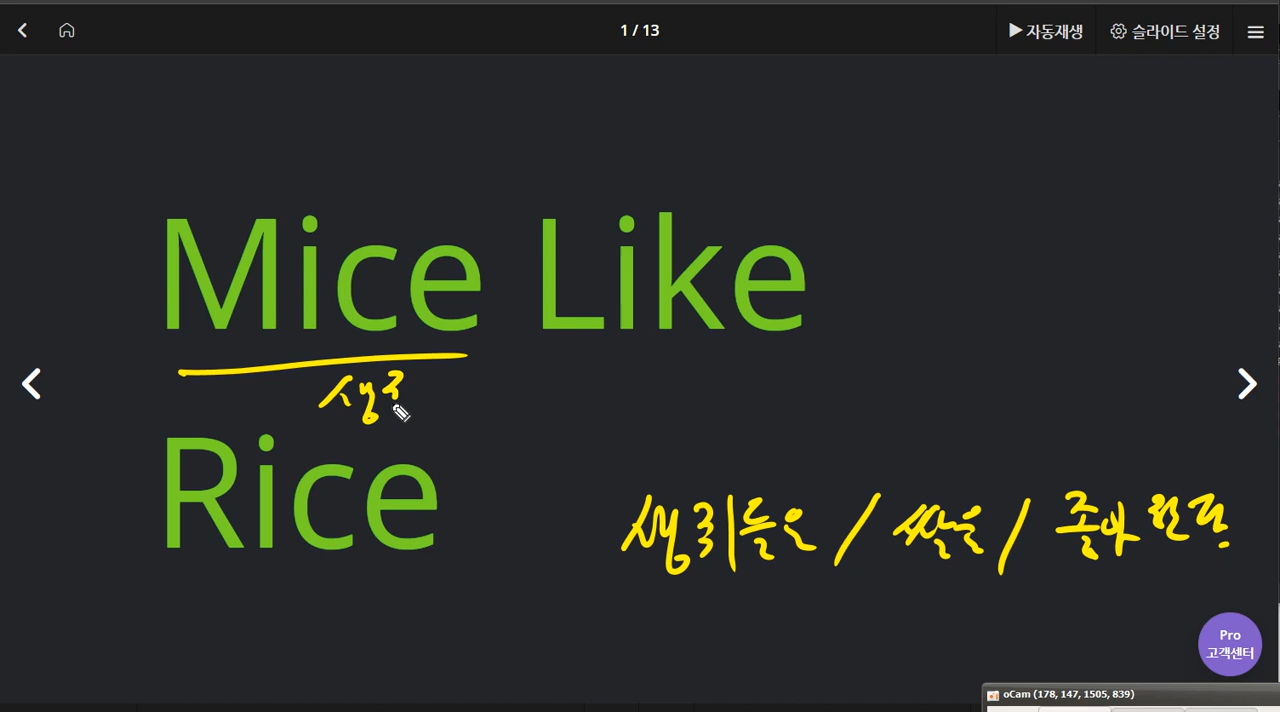 1 / 13
▶ 자동재생
슬라이드 설정
Mice Like
생주
Rice
생쥐들은 / 쌀을 / 좋아한다.
Pro
고객센터
oCam (178, 147, 1505, 839)